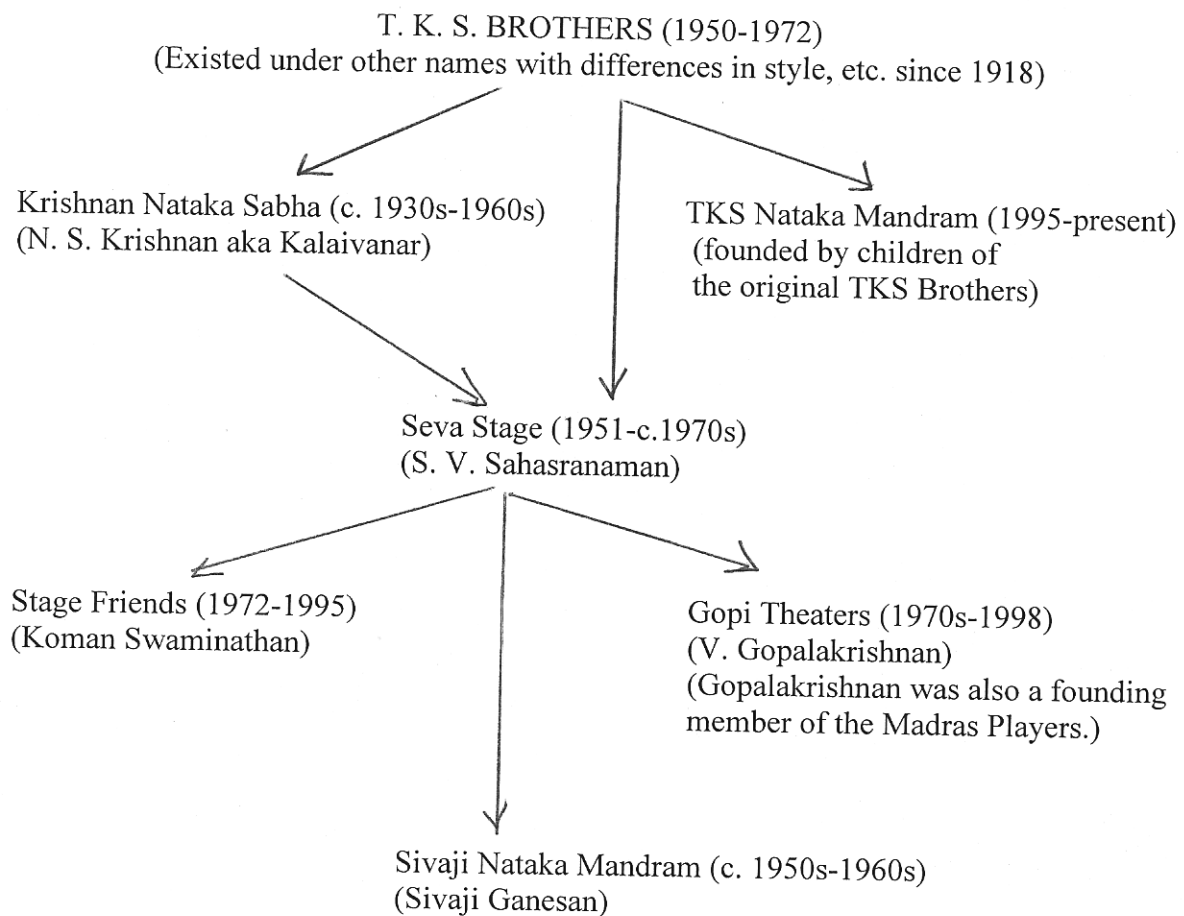 T. K. S. BROTHERS (1950-1972)
(Existed under other names with differences in style, etc. since 1918)
Krishnan Nataka Sabha (c. 1930s-1960s)
(N. S. Krishnan aka Kalaivanar)
TKS Nataka Mandram (1995-present)
(founded by children of
the original TKS Brothers)
Seva Stage (1951-c.1970s)
(S. V. Sahasranaman)
Stage Friends (1972-1995)
(Koman Swaminathan)
Gopi Theaters (1970s-1998)
(V. Gopalakrishnan)
(Gopalakrishnan was also a founding
member of the Madras Players.)
Sivaji Nataka Mandram (c. 1950s-1960s)
(Sivaji Ganesan)